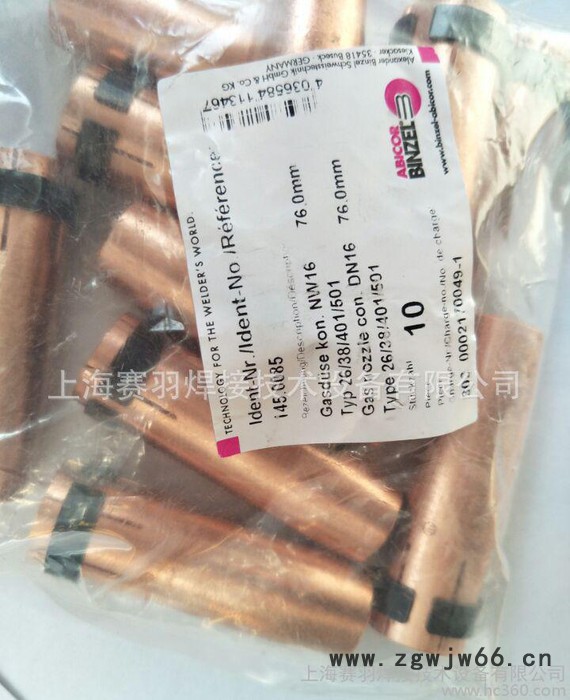 Alexander Binzel Schweisstechnik GmbH & Co KG
Kiesacker · 35418 Buseck · GERMANY
4 036584 113467
ABICOR
BINZEL
www.binzel-abicor.com
TECHNOLOGY FOR THE WELDER'S WORLD.
Ident-Nr./Ident-No./Référence
145.0085
Gasdüse kon. NW16 76.0mm
Typ 26/38/401/501
Gas nozzle con. DN16 76.0mm
Type 26/38/401/501
10
上海赛羽焊接技术设备有限公司
www.zgwjw66.cn
上海赛羽焊接技术设备有限公司
www.hc360.com